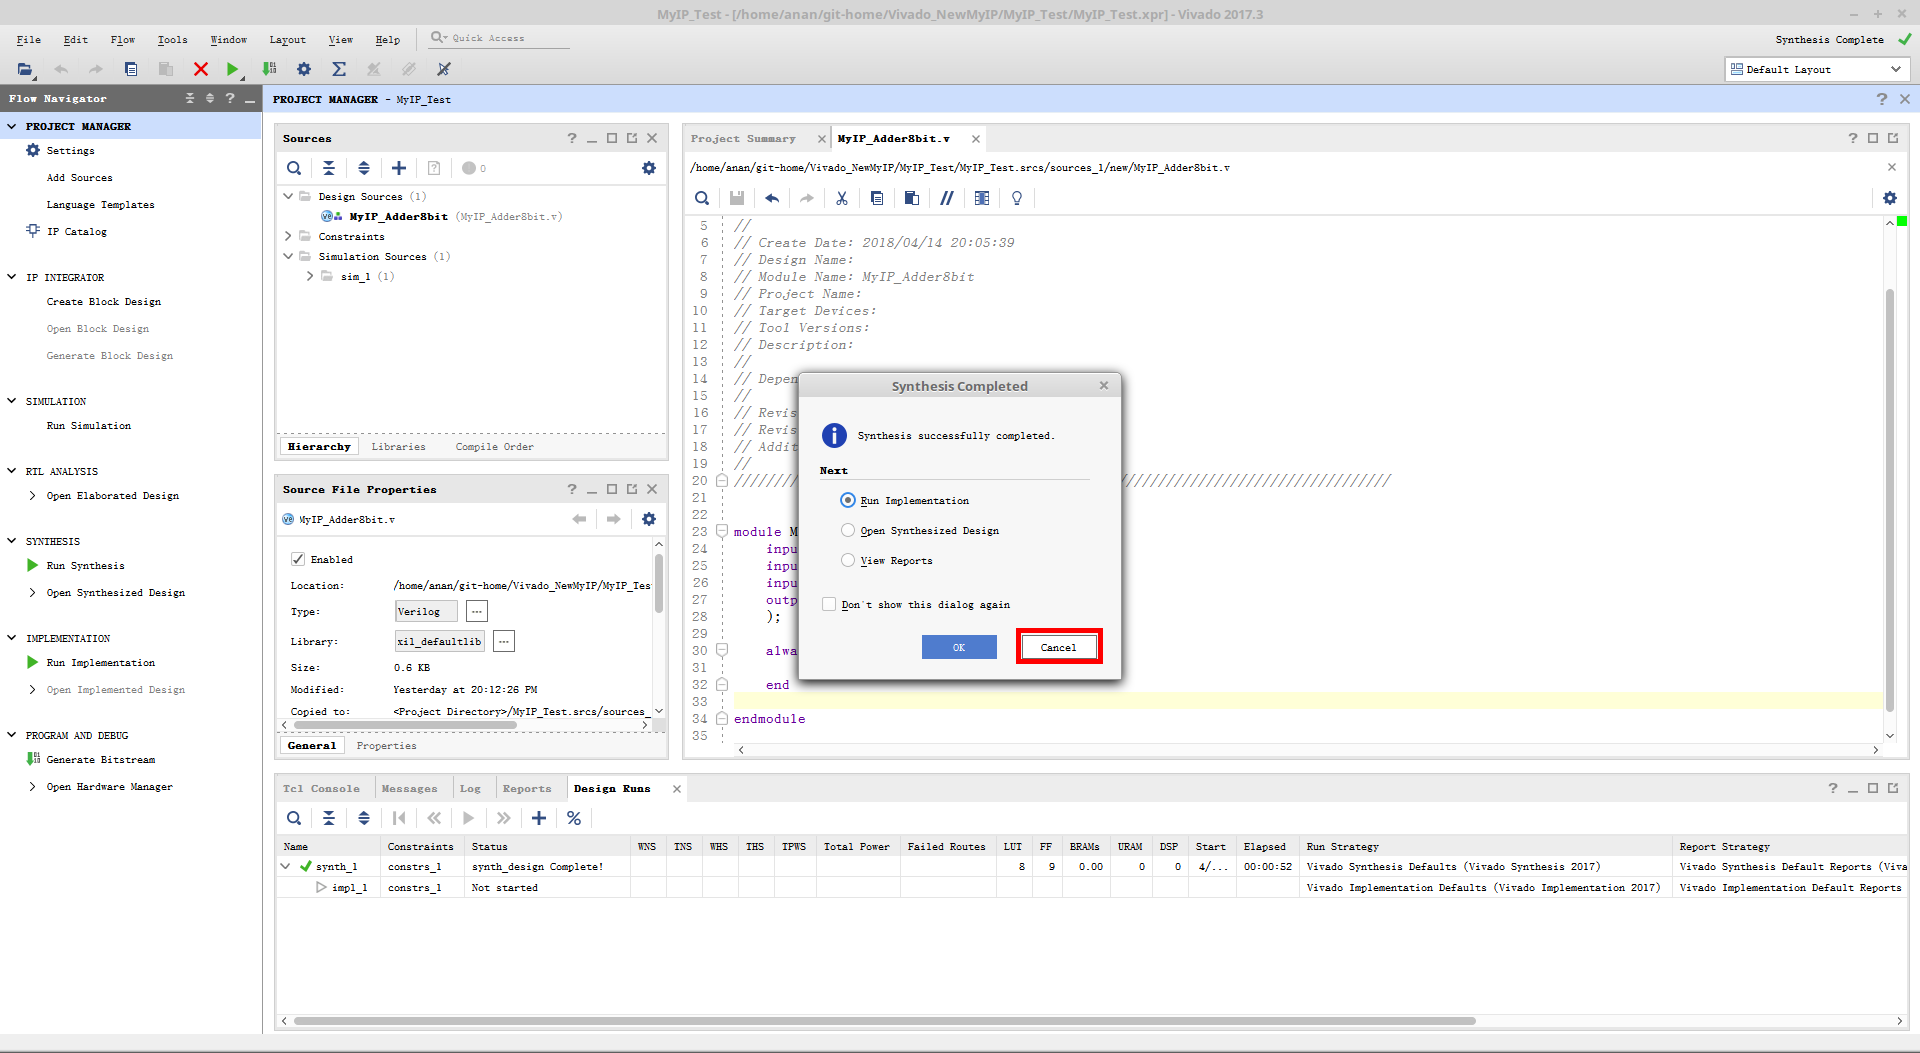 MyIP_Test - [/home/anan/git-home/Vivado_NewMyIP/MyIP_Test/MyIP_Test.xpr] - Vivado 2017.3
File Edit Flow Tools Window Layout View Help Quick Access
Synthesis Complete
Default Layout
Flow Navigator
PROJECT MANAGER - MyIP_Test
PROJECT MANAGER
Settings
Add Sources
Language Templates
IP Catalog
IP INTEGRATOR
Create Block Design
Open Block Design
Generate Block Design
SIMULATION
Run Simulation
RTL ANALYSIS
Open Elaborated Design
SYNTHESIS
Run Synthesis
Open Synthesized Design
IMPLEMENTATION
Run Implementation
Open Implemented Design
PROGRAM AND DEBUG
Generate Bitstream
Open Hardware Manager
Sources
0
Design Sources (1)
MyIP_Adder8bit (MyIP_Adder8bit.v)
Constraints
Simulation Sources (1)
sim_1 (1)
Hierarchy Libraries Compile Order
Source File Properties
MyIP_Adder8bit.v
Enabled
Location: /home/anan/git-home/Vivado_NewMyIP/MyIP_Tes
Type: Verilog
Library: xil_defaultlib
Size: 0.6 KB
Modified: Yesterday at 20:12:26 PM
Copied to: <Project Directory>/MyIP_Test.srcs/sources_
General Properties
Project Summary MyIP_Adder8bit.v
/home/anan/git-home/Vivado_NewMyIP/MyIP_Test/MyIP_Test.srcs/sources_1/new/MyIP_Adder8bit.v
5 //
6 // Create Date: 2018/04/14 20:05:39
7 // Design Name:
8 // Module Name: MyIP_Adder8bit
9 // Project Name:
10 // Target Devices:
11 // Tool Versions:
12 // Description:
13 //
14 // Depen
15 //
16 // Revis
17 // Revis
18 // Addit
19 //
20 //////////////////////////////////////////
21
22
23 module M
24 inpu
25 inpu
26 inpu
27 outp
28 );
29
30 alwa
31
32 end
33
34 endmodule
35
Synthesis Completed
Synthesis successfully completed.
Next
Run Implementation
Open Synthesized Design
View Reports
Don't show this dialog again
OK Cancel
Tcl Console Messages Log Reports Design Runs
Name Constraints Status WNS TNS WHS THS TPWS Total Power Failed Routes LUT FF BRAMs URAM DSP Start Elapsed Run Strategy Report Strategy
synth_1 constrs_1 synth_design Complete! 8 9 0.00 0 0 4/... 00:00:52 Vivado Synthesis Defaults (Vivado Synthesis 2017) Vivado Synthesis Default Reports (Viva
impl_1 constrs_1 Not started Vivado Implementation Defaults (Vivado Implementation 2017) Vivado Implementation Default Reports